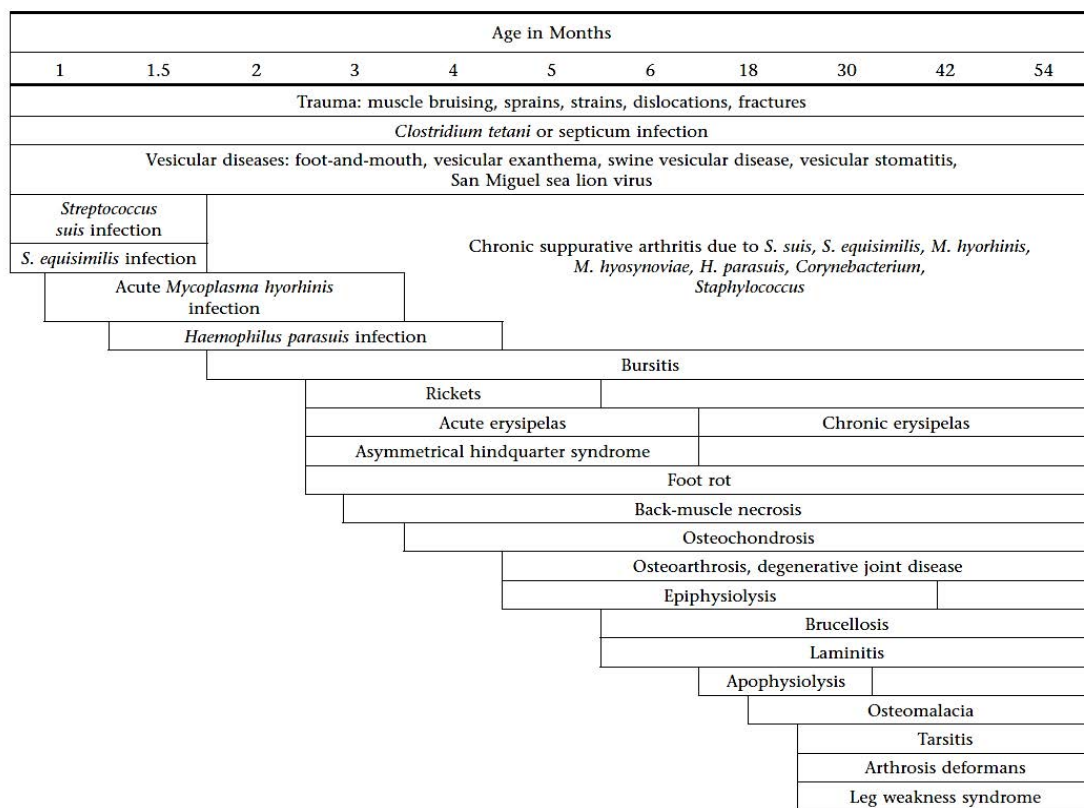 Age in Months
1 1.5 2 3 4 5 6 18 30 42 54
Trauma: muscle bruising, sprains, strains, dislocations, fractures
Clostridium tetani or septicum infection
Vesicular diseases: foot-and-mouth, vesicular exanthema, swine vesicular disease, vesicular stomatitis,
San Miguel sea lion virus
Streptococcus
suis infection
S. equisimilis infection
Chronic suppurative arthritis due to S. suis, S. equisimilis, M. hyorhinis,
M. hyosynoviae, H. parasuis, Corynebacterium,
Staphylococcus
Acute Mycoplasma hyorhinis
infection
Haemophilus parasuis infection
Bursitis
Rickets
Acute erysipelas Chronic erysipelas
Asymmetrical hindquarter syndrome
Foot rot
Back-muscle necrosis
Osteochondrosis
Osteoarthrosis, degenerative joint disease
Epiphysiolysis
Brucellosis
Laminitis
Apophysiolysis
Osteomalacia
Tarsitis
Arthrosis deformans
Leg weakness syndrome